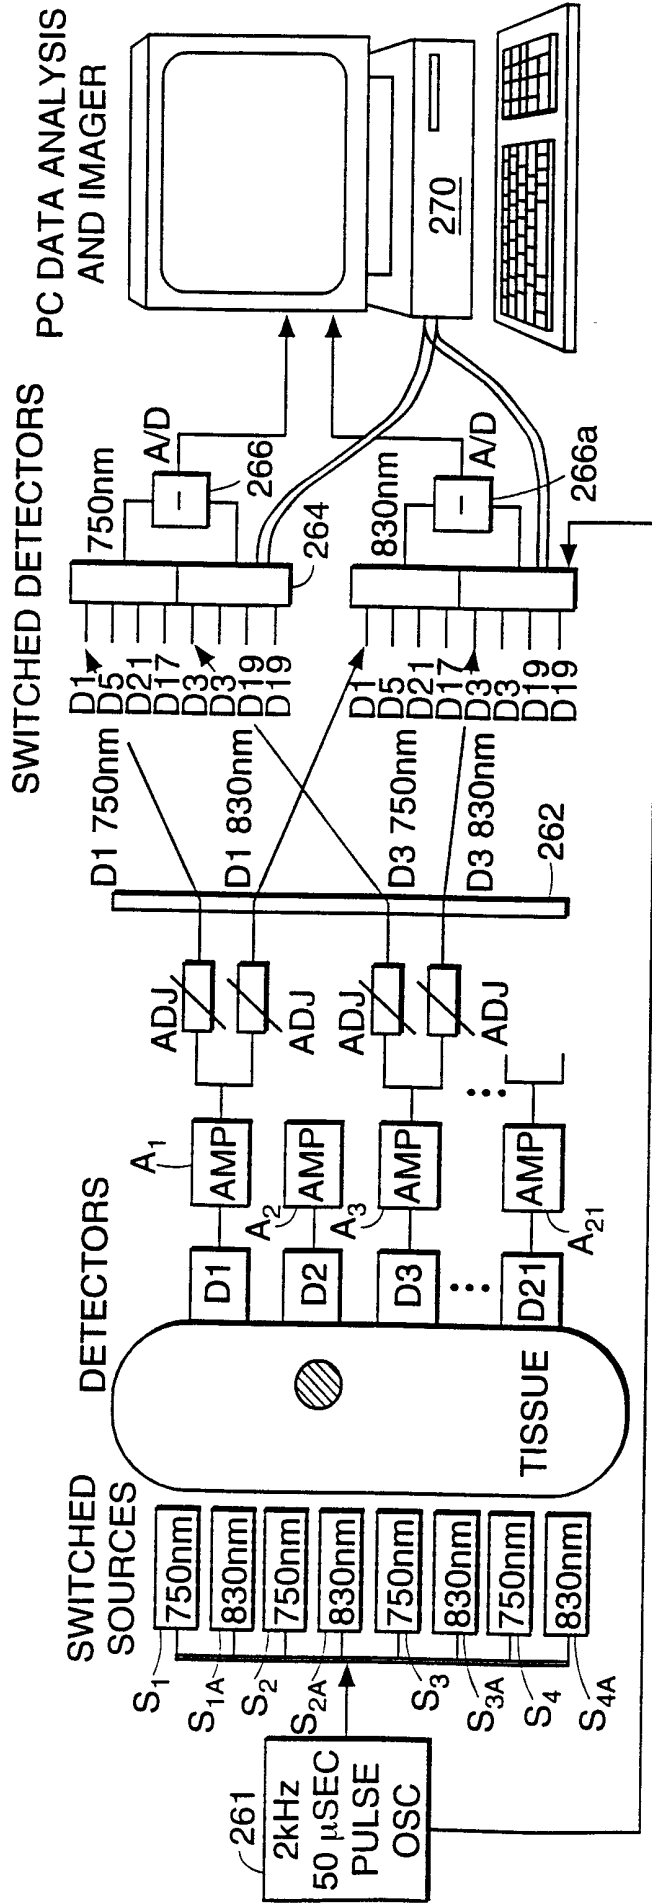 SWITCHED
SOURCES
DETECTORS
SWITCHED DETECTORS
PC DATA ANALYSIS
AND IMAGER
261
2kHz
50 µSEC
PULSE
OSC
S1
750nm
S1A
830nm
S2
750nm
S2A
830nm
S3
750nm
S3A
830nm
S4
750nm
S4A
830nm
TISSUE
D1
D2
D3
D21
A1
AMP
A2
AMP
A3
AMP
AMP
A21
ADJ
ADJ
ADJ
ADJ
262
D1 750nm
D1 830nm
D3 750nm
D3 830nm
D1
D5
D21
D17
D3
D3
D19
D19
750nm
264
A/D
266
D1
D5
D21
D17
D3
D3
D19
D19
830nm
A/D
266a
270